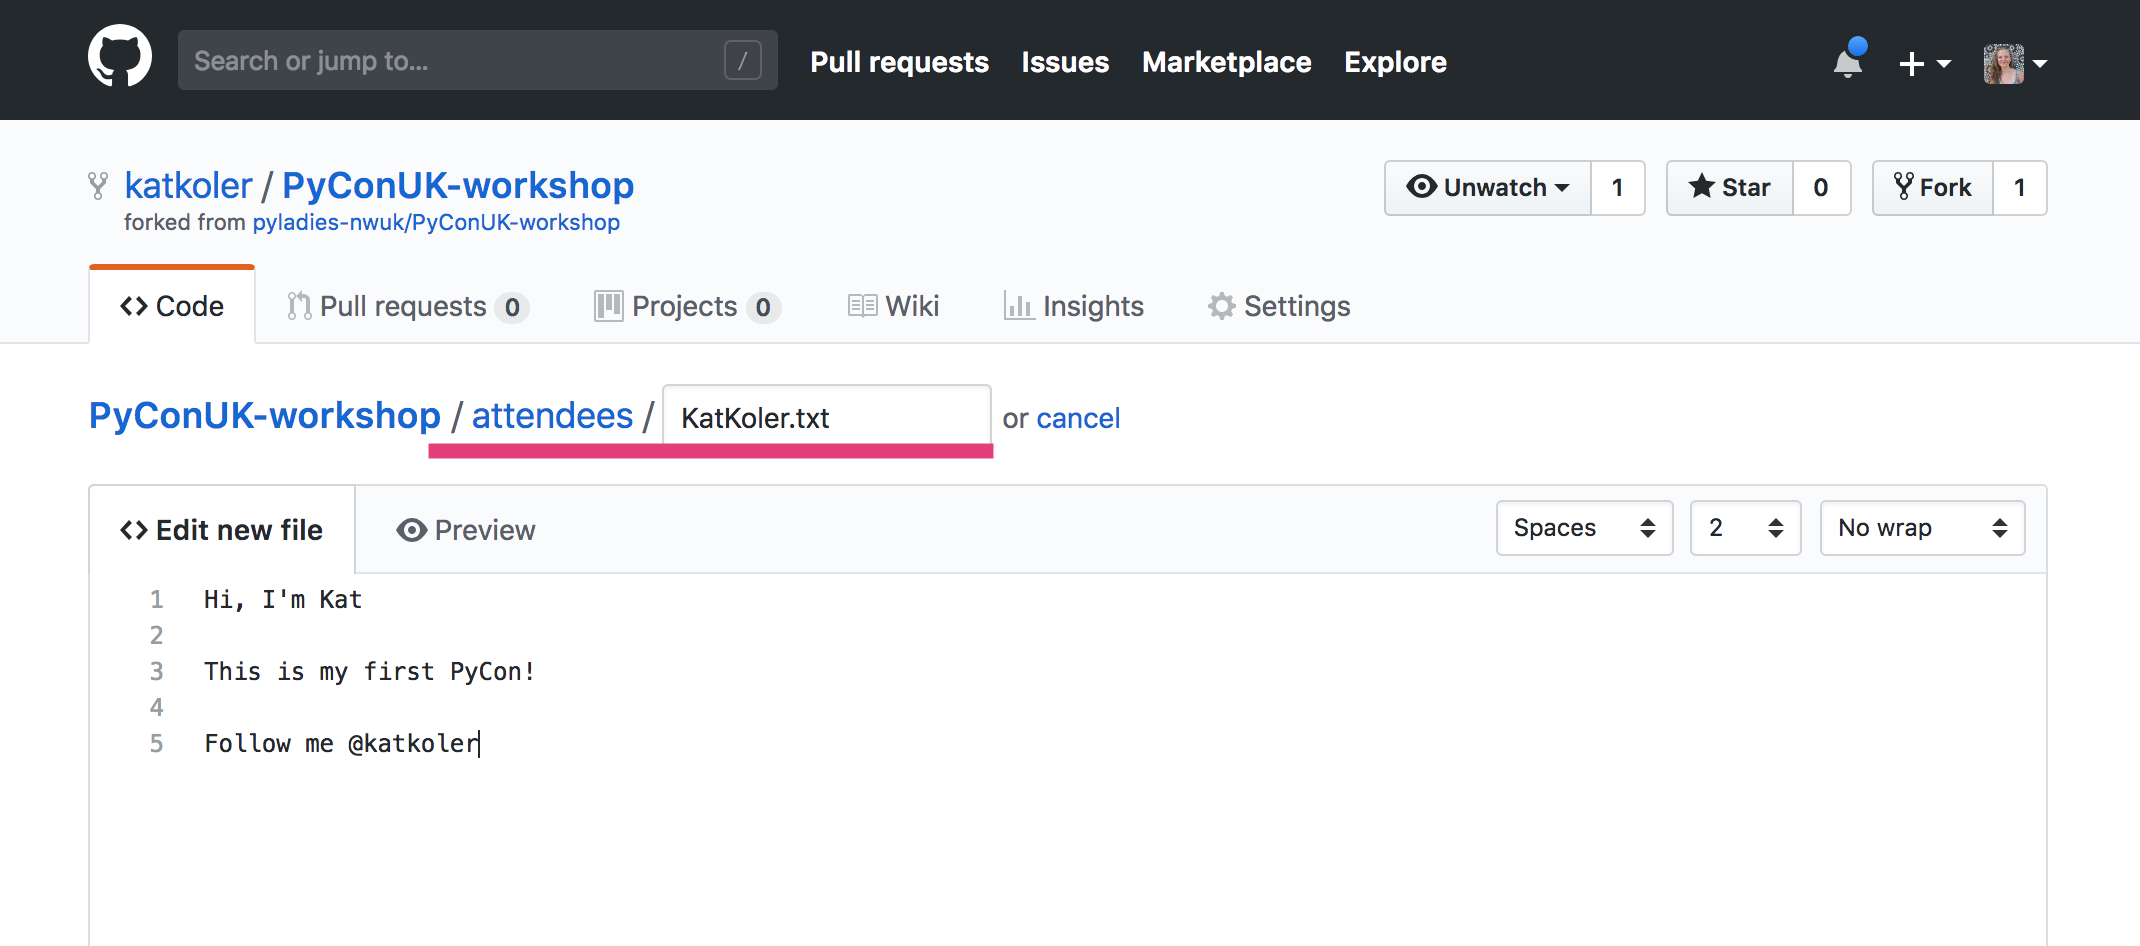 Search or jump to... / Pull requests Issues Marketplace Explore
katkoler / PyConUK-workshop Unwatch 1 Star 0 Fork 1
forked from pyladies-nwuk/PyConUK-workshop
Code Pull requests 0 Projects 0 Wiki Insights Settings
PyConUK-workshop / attendees / KatKoler.txt or cancel
Edit new file Preview Spaces 2 No wrap
1 Hi, I'm Kat
2
3 This is my first PyCon!
4
5 Follow me @katkoler